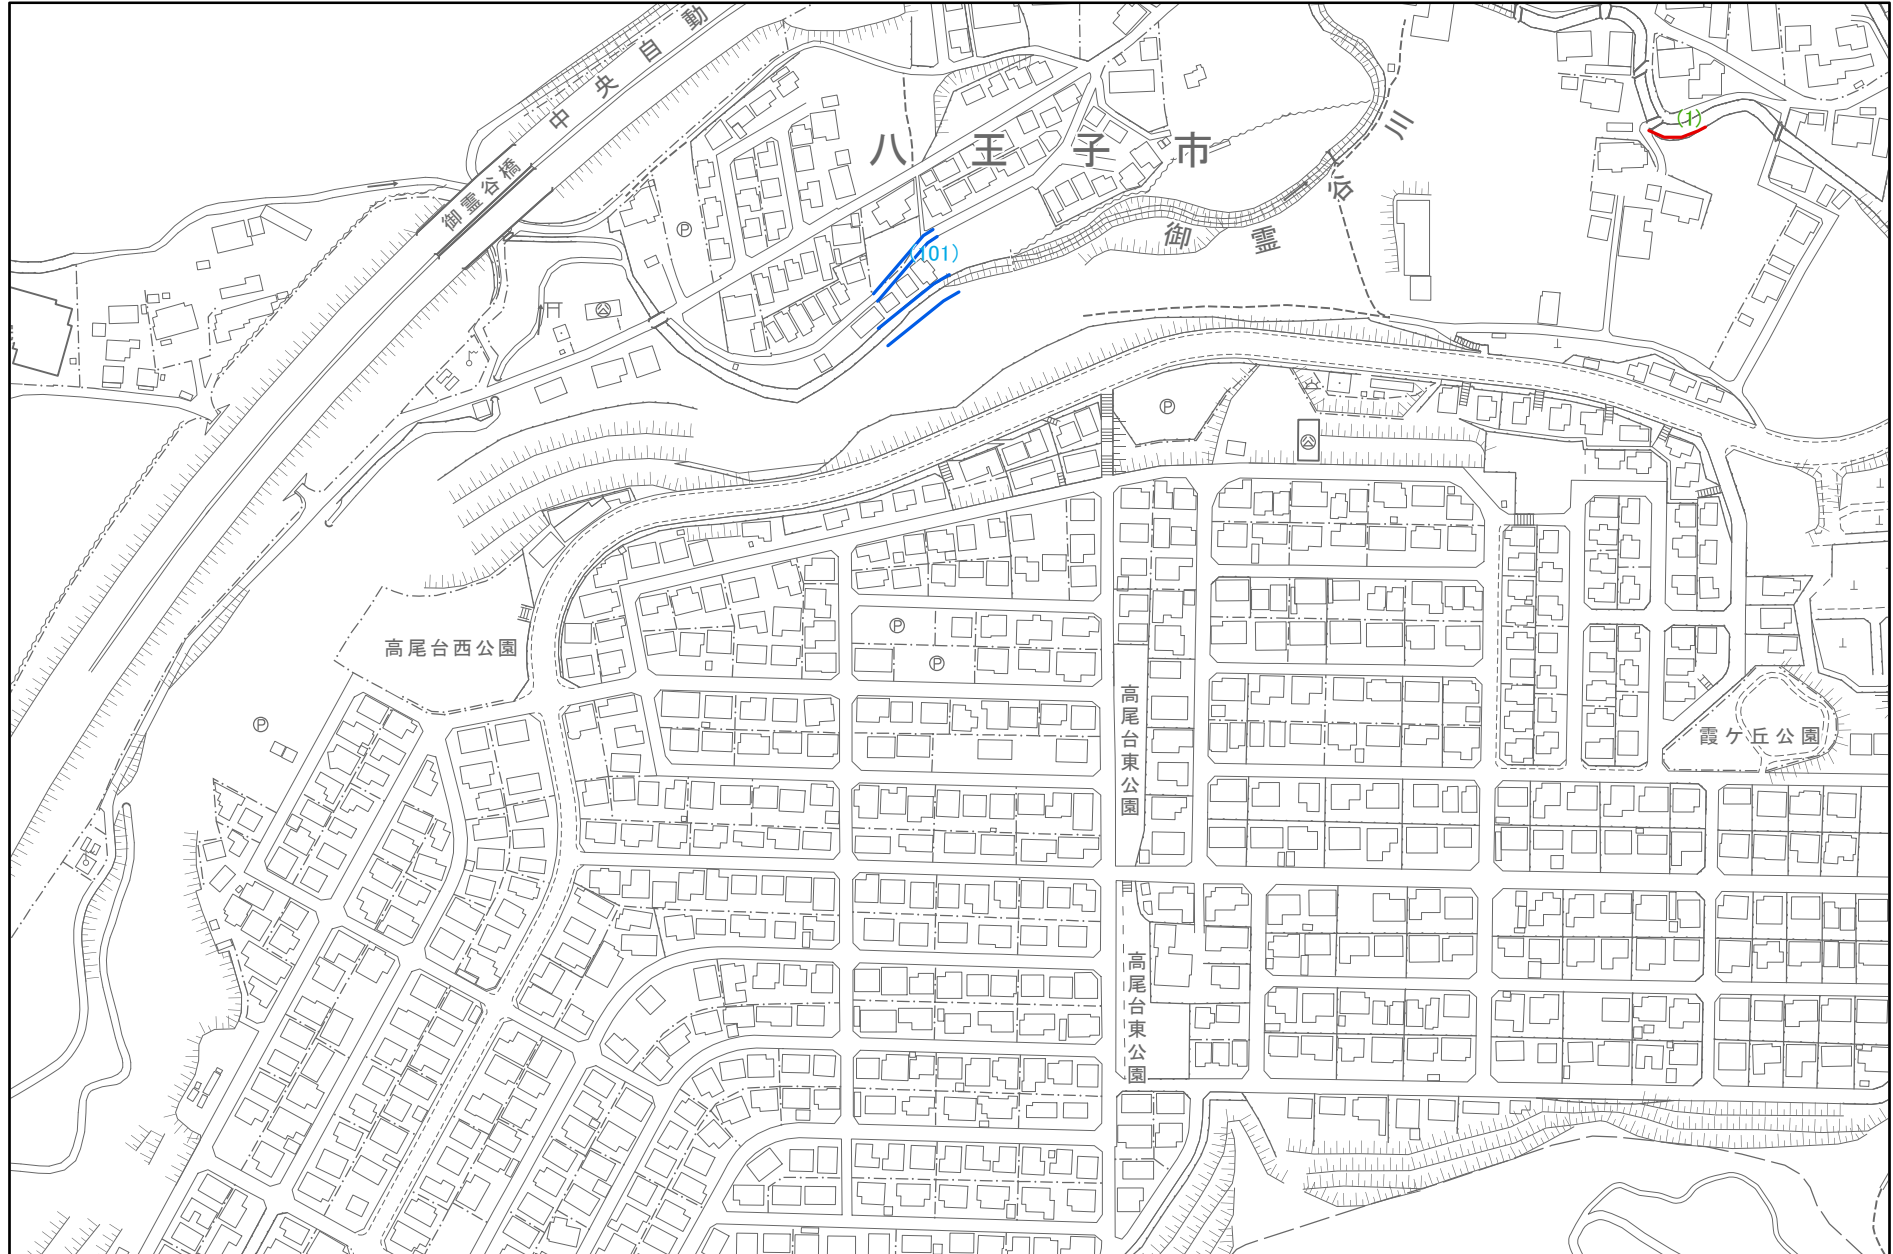 中央自動
御霊谷橋
八王子市
御霊谷川
(1)
(101)
Ⓟ
Ⓟ
高尾台西公園
Ⓟ
Ⓟ
Ⓟ
高尾台東公園
霞ケ丘公園
高尾台東公園